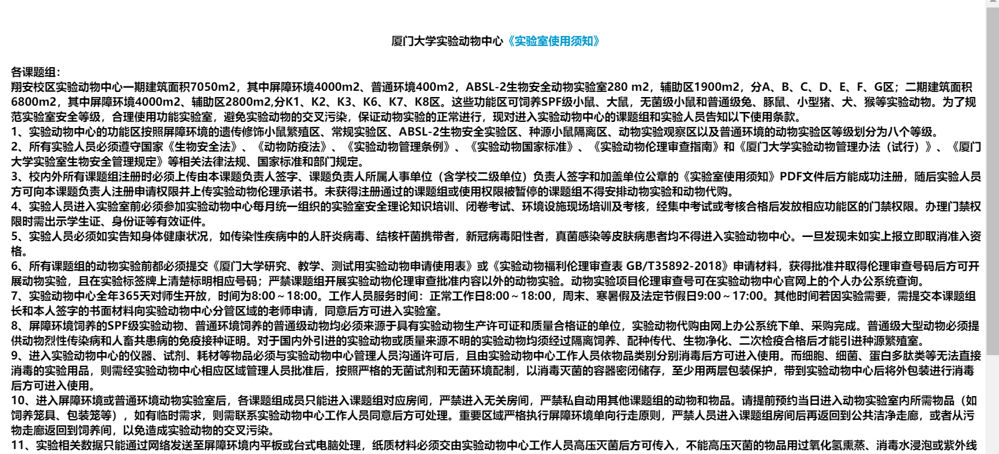 厦门大学实验动物中心《实验室使用须知》
各课题组：
翔安校区实验动物中心一期建筑面积7050m2，其中屏障环境4000m2、普通环境400m2，ABSL-2生物安全动物实验室280 m2，辅助区1900m2，分A、B、C、D、E、F、G区；二期建筑面积
6800m2，其中屏障环境4000m2、辅助区2800m2,分K1、K2、K3、K6、K7、K8区。这些功能区可饲养SPF级小鼠、大鼠，无菌级小鼠和普通级兔、豚鼠、小型猪、犬、猴等实验动物。为了规
范实验室安全等级，合理使用功能实验室，避免实验动物的交叉污染，保证动物实验的正常进行，现对进入实验动物中心的课题组和实验人员告知以下使用条款。
1、实验动物中心的功能区按照屏障环境的遗传修饰小鼠繁殖区、常规实验区、ABSL-2生物安全实验区、种源小鼠隔离区、动物实验观察区以及普通环境的动物实验区等级划分为八个等级。
2、所有实验人员必须遵守国家《生物安全法》、《动物防疫法》、《实验动物管理条例》、《实验动物国家标准》、《实验动物伦理审查指南》和《厦门大学实验动物管理办法（试行）》、《厦门
大学实验室生物安全管理规定》等相关法律法规、国家标准和部门规定。
3、校内外所有课题组注册时必须上传由本课题负责人签字、课题负责人所属人事单位（含学校二级单位）负责人签字和加盖单位公章的《实验室使用须知》PDF文件后方能成功注册，随后实验人员
方可向本课题负责人注册申请权限并上传实验动物伦理承诺书。未获得注册通过的课题组或使用权限被暂停的课题组不得安排动物实验和动物代购。
4、实验人员进入实验室前必须参加实验动物中心每月统一组织的实验室安全理论知识培训、闭卷考试、环境设施现场培训及考核，经集中考试或考核合格后发放相应功能区的门禁权限。办理门禁权
限时需出示学生证、身份证等有效证件。
5、实验人员必须如实告知身体健康状况，如传染性疾病中的人肝炎病毒、结核杆菌携带者，新冠病毒阳性者，真菌感染等皮肤病患者均不得进入实验动物中心。一旦发现未如实上报立即取消准入资
格。
6、所有课题组的动物实验前都必须提交《厦门大学研究、教学、测试用实验动物申请使用表》或《实验动物福利伦理审查表 GB/T35892-2018》申请材料，获得批准并取得伦理审查号码后方可开
展动物实验，且在实验标签牌上清楚标明相应号码；严禁课题组开展实验动物伦理审查批准内容以外的动物实验。动物实验项目伦理审查号可在实验动物中心官网上的个人办公系统查询。
7、实验动物中心全年365天对师生开放，时间为8:00～18:00。工作人员服务时间：正常工作日8:00～18:00，周末、寒暑假及法定节假日9:00～17:00。其他时间若因实验需要，需提交本课题组
长和本人签字的书面材料向实验动物中心分管区域的老师申请，同意后方可进入实验室。
8、屏障环境饲养的SPF级实验动物、普通环境饲养的普通级动物均必须来源于具有实验动物生产许可证和质量合格证的单位，实验动物代购由网上办公系统下单、采购完成。普通级大型动物必须提
供动物烈性传染病和人畜共患病的免疫接种证明。对于国内外引进的实验动物或质量来源不明的实验动物均须经过隔离饲养、配种传代、生物净化、二次检疫合格后才能引进种源繁殖室。
9、进入实验动物中心的仪器、试剂、耗材等物品必须与实验动物中心管理人员沟通许可后，且由实验动物中心工作人员依物品类别分别消毒后方可进入使用。而细胞、细菌、蛋白多肽类等无法直接
消毒的实验用品，则需经实验动物中心相应区域管理人员批准后，按照严格的无菌试剂和无菌环境配制，以消毒灭菌的容器密闭储存，至少用两层包装保护，带到实验动物中心后将外包装进行消毒
后方可进入使用。
10、进入屏障环境或普通环境动物实验室后，各课题组成员只能进入课题组对应房间，严禁进入无关房间，严禁私自动用其他课题组的动物和物品。请提前预约当日进入动物实验室内所需物品（如
饲养笼具、包装笼等），如有临时需求，则需联系实验动物中心工作人员同意后方可处理。重要区域严格执行屏障环境单向行走原则，严禁人员进入课题组房间后再返回到公共洁净走廊，或者从污
物走廊返回到饲养间，以免造成实验动物的交叉污染。
11、实验相关数据只能通过网络发送至屏障环境内平板或台式电脑处理，纸质材料必须交由实验动物中心工作人员高压灭菌后方可传入，不能高压灭菌的物品用过氧化氢熏蒸、消毒水浸泡或紫外线